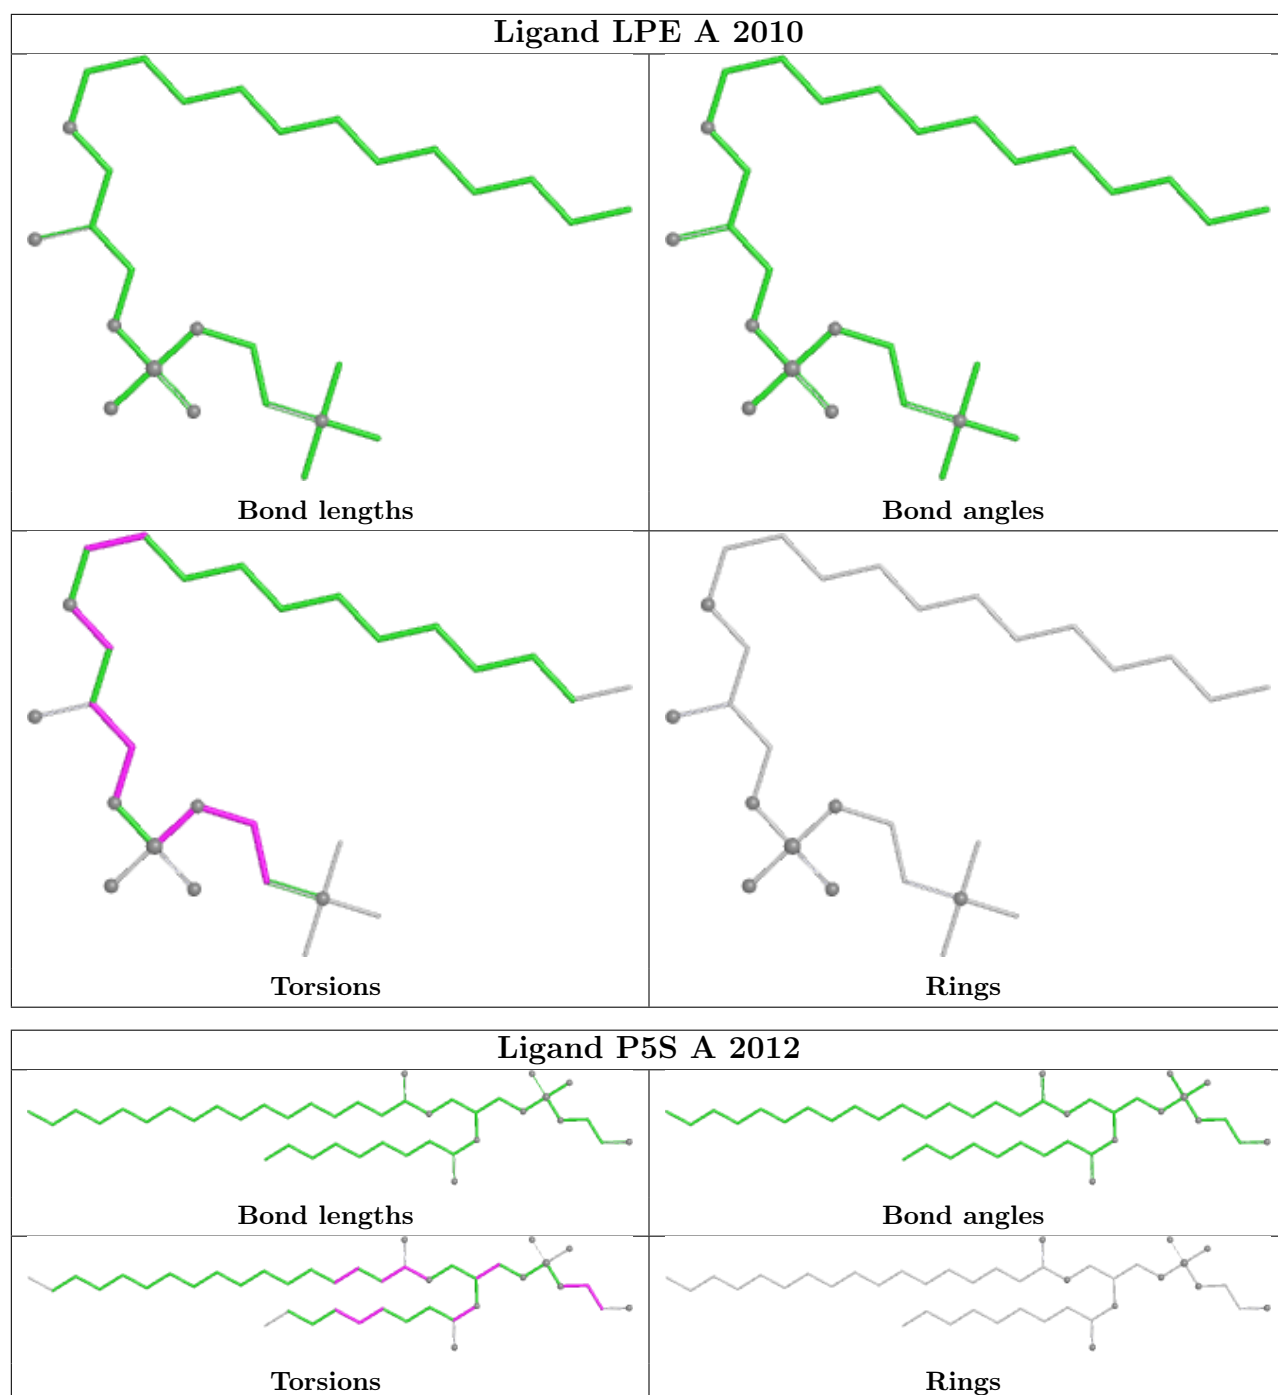 Ligand LPE A 2010
Bond lengths
Bond angles
Torsions
Rings
Ligand P5S A 2012
Bond lengths
Bond angles
Torsions
Rings